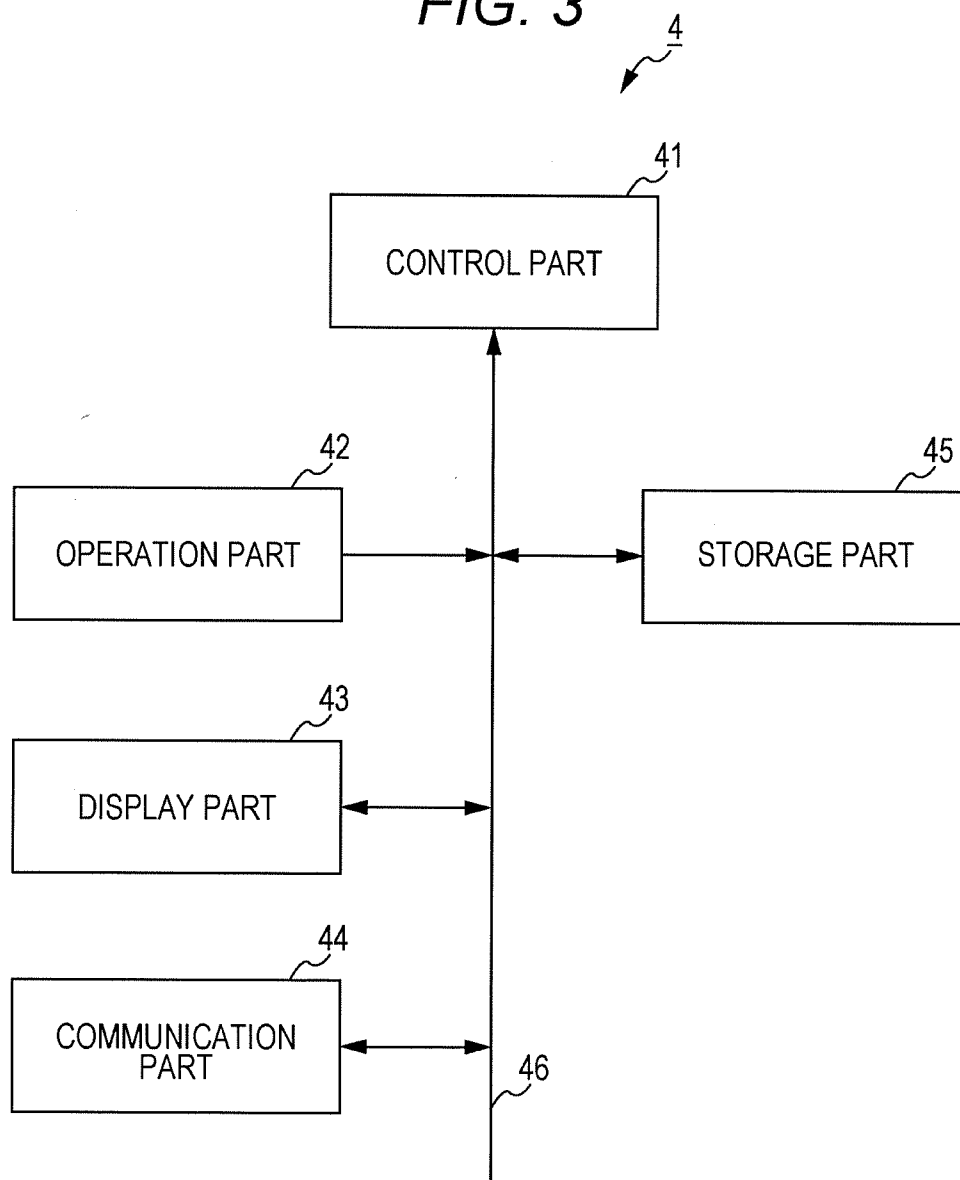 FIG. 3
4
41
CONTROL PART
42
OPERATION PART
45
STORAGE PART
43
DISPLAY PART
44
COMMUNICATION
PART
46